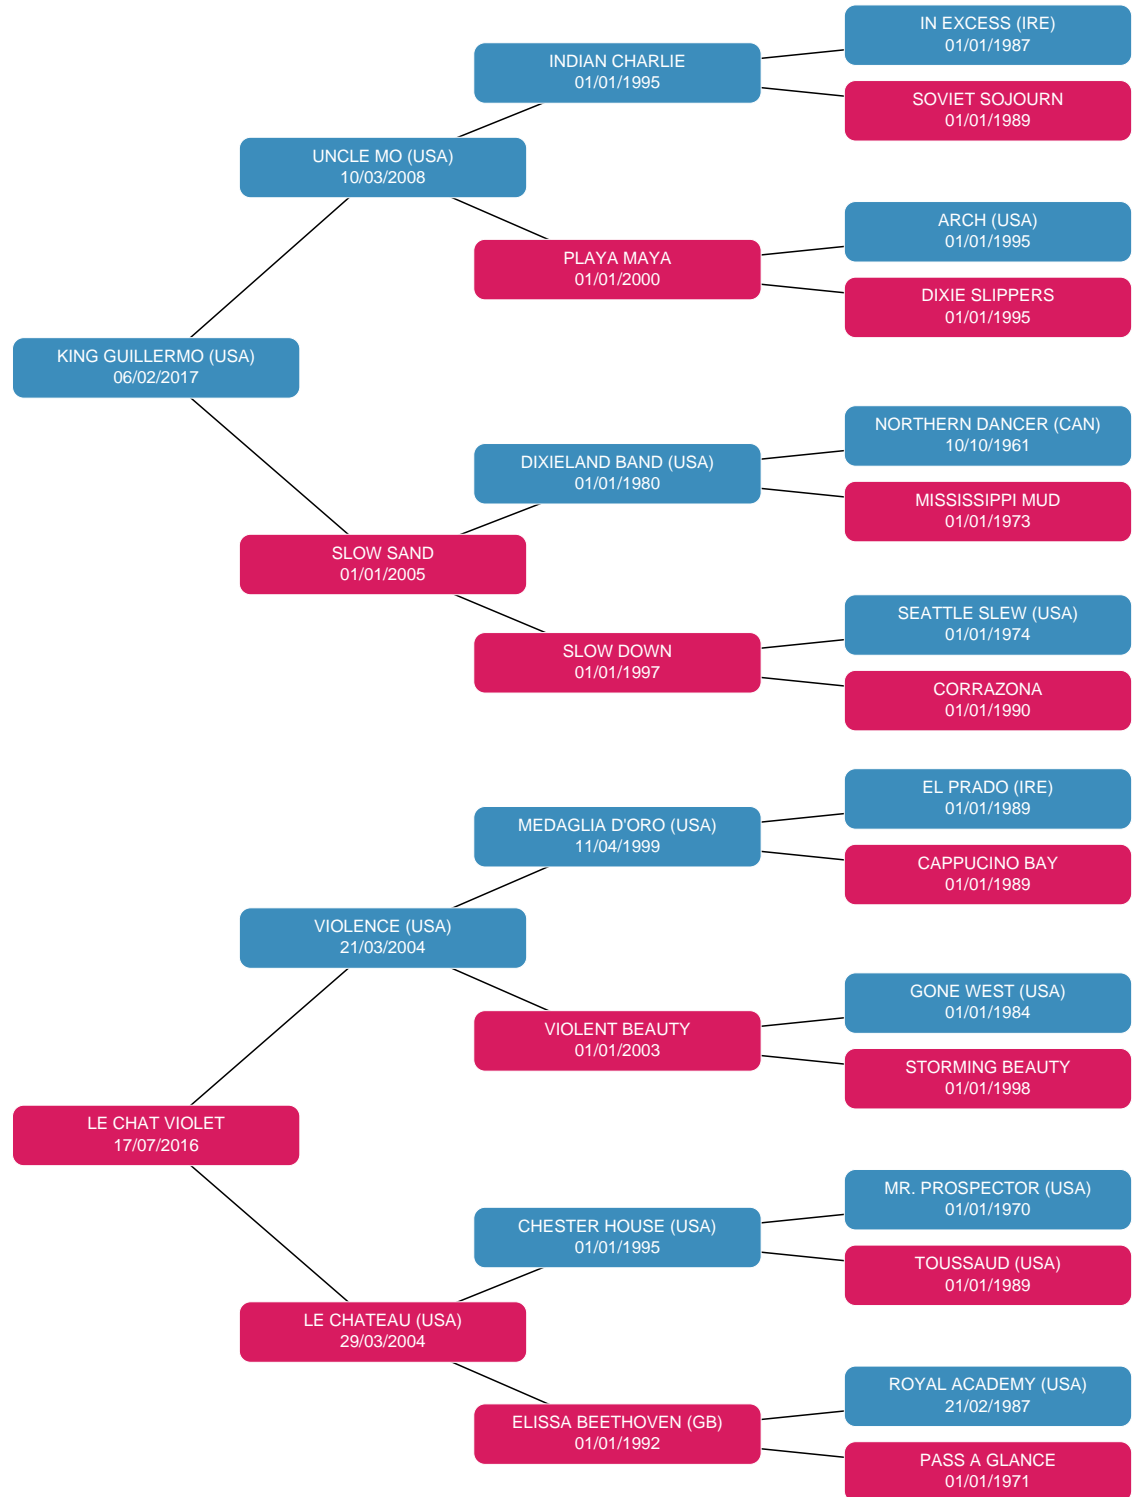 IN EXCESS (IRE)
01/01/1987
INDIAN CHARLIE
01/01/1995
SOVIET SOJOURN
01/01/1989
UNCLE MO (USA)
10/03/2008
ARCH (USA)
01/01/1995
PLAYA MAYA
01/01/2000
DIXIE SLIPPERS
01/01/1995
KING GUILLERMO (USA)
06/02/2017
NORTHERN DANCER (CAN)
10/10/1961
DIXIELAND BAND (USA)
01/01/1980
MISSISSIPPI MUD
01/01/1973
SLOW SAND
01/01/2005
SEATTLE SLEW (USA)
01/01/1974
SLOW DOWN
01/01/1997
CORRAZONA
01/01/1990
EL PRADO (IRE)
01/01/1989
MEDAGLIA D'ORO (USA)
11/04/1999
CAPPUCINO BAY
01/01/1989
VIOLENCE (USA)
21/03/2004
GONE WEST (USA)
01/01/1984
VIOLENT BEAUTY
01/01/2003
STORMING BEAUTY
01/01/1998
LE CHAT VIOLET
17/07/2016
MR. PROSPECTOR (USA)
01/01/1970
CHESTER HOUSE (USA)
01/01/1995
TOUSSAUD (USA)
01/01/1989
LE CHATEAU (USA)
29/03/2004
ROYAL ACADEMY (USA)
21/02/1987
ELISSA BEETHOVEN (GB)
01/01/1992
PASS A GLANCE
01/01/1971